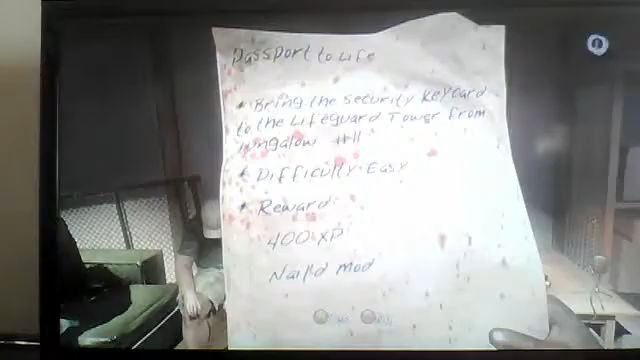 Passport to Life
• Bring the security Keycard
to the Lifeguard Tower from
Bungalow #11
• Difficulty: Easy
• Reward:
400 XP
Nail'd Mod